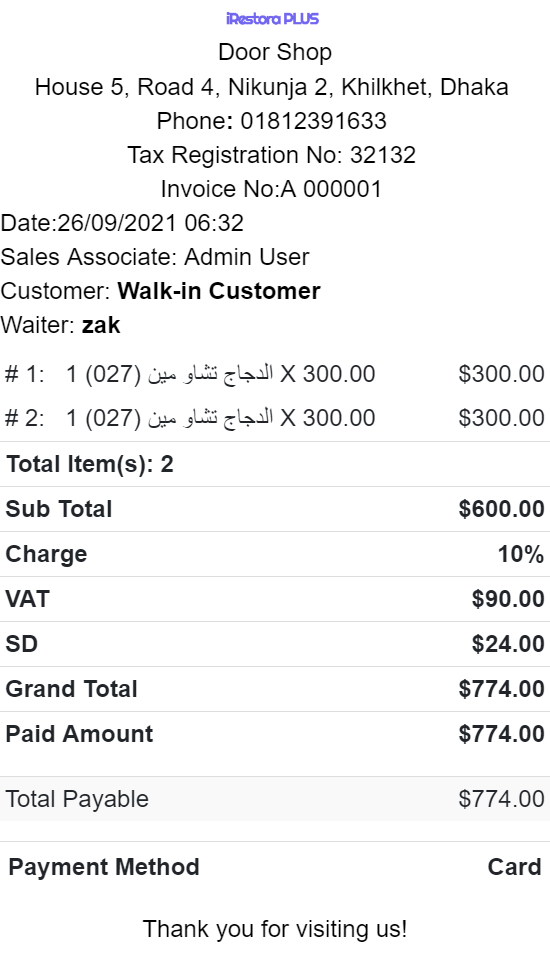 iRestora PLUS
Door Shop
House 5, Road 4, Nikunja 2, Khilkhet, Dhaka
Phone: 01812391633
Tax Registration No: 32132
Invoice No:A 000001
Date:26/09/2021 06:32
Sales Associate: Admin User
Customer: Walk-in Customer
Waiter: zak
# 1: 1 الدجاج تشاو مين (027) X 300.00 $300.00
# 2: 1 الدجاج تشاو مين (027) X 300.00 $300.00
Total Item(s): 2
Sub Total $600.00
Charge 10%
VAT $90.00
SD $24.00
Grand Total $774.00
Paid Amount $774.00
Total Payable $774.00
Payment Method Card
Thank you for visiting us!